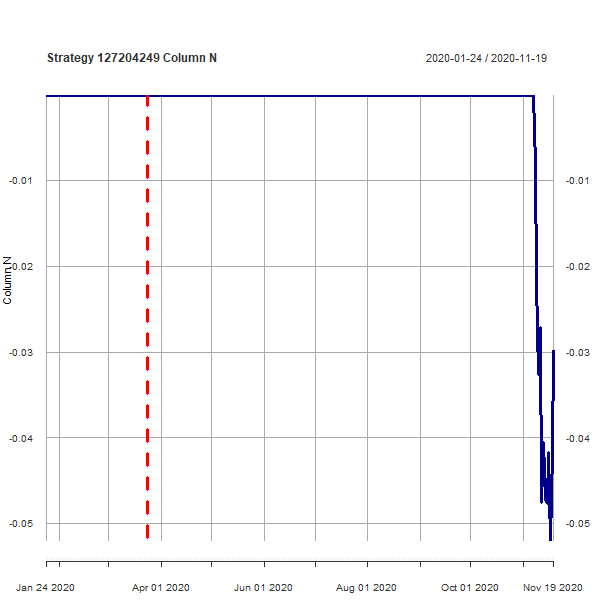 Strategy 127204249 Column N
2020-01-24 / 2020-11-19
-0.01
-0.02
-0.03
-0.04
-0.05
Column N
-0.01
-0.02
-0.03
-0.04
-0.05
Jan 24 2020
Apr 01 2020
Jun 01 2020
Aug 01 2020
Oct 01 2020
Nov 19 2020